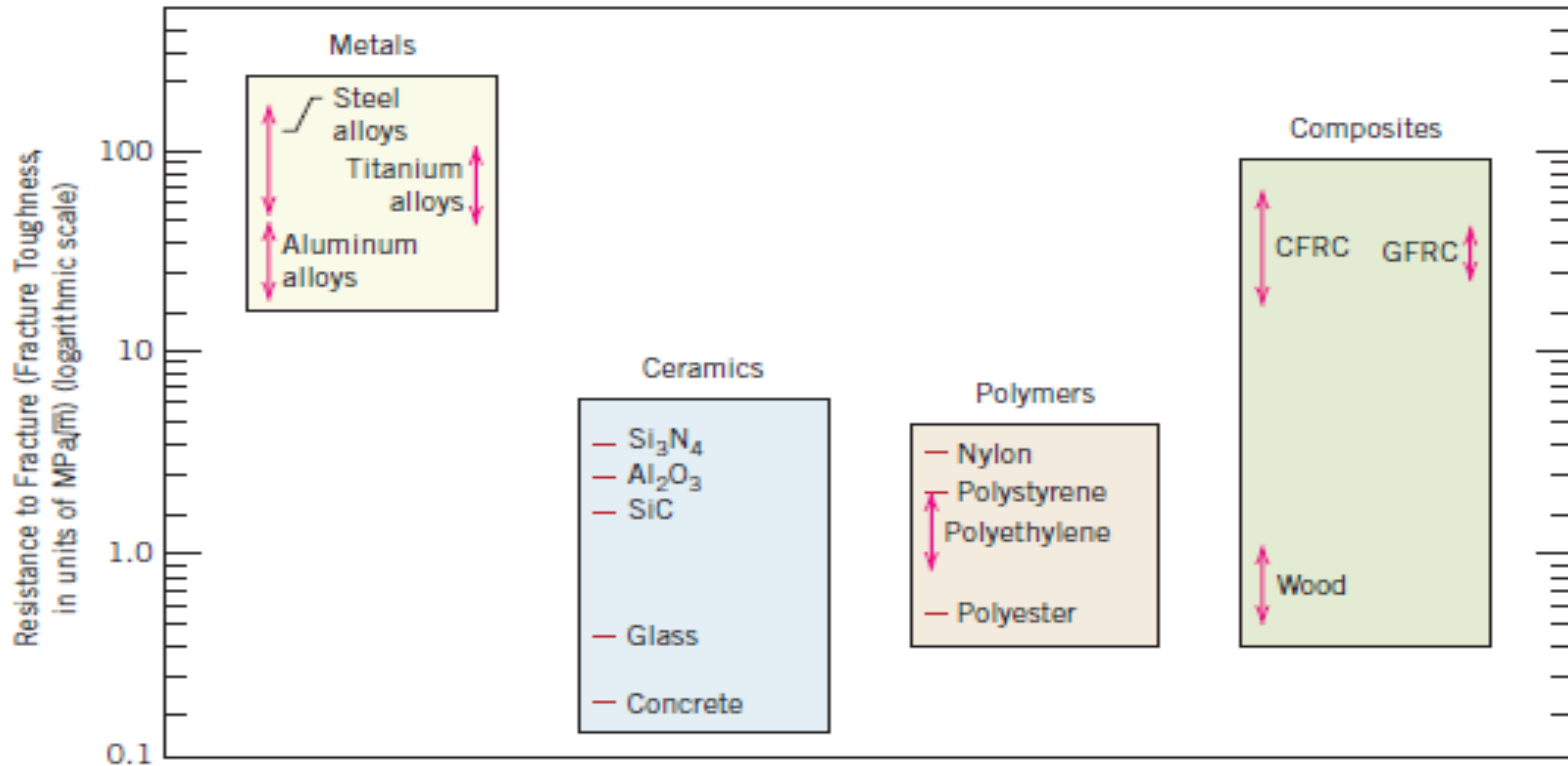 Resistance to Fracture (Fracture Toughness,
in units of MPa√m) (logarithmic scale)
100
10
1.0
0.1
Metals
Steel
alloys
Titanium
alloys
Aluminum
alloys
Ceramics
Si₃N₄
Al₂O₃
SiC
Glass
Concrete
Polymers
Nylon
Polystyrene
Polyethylene
Polyester
Composites
CFRC
GFRC
Wood